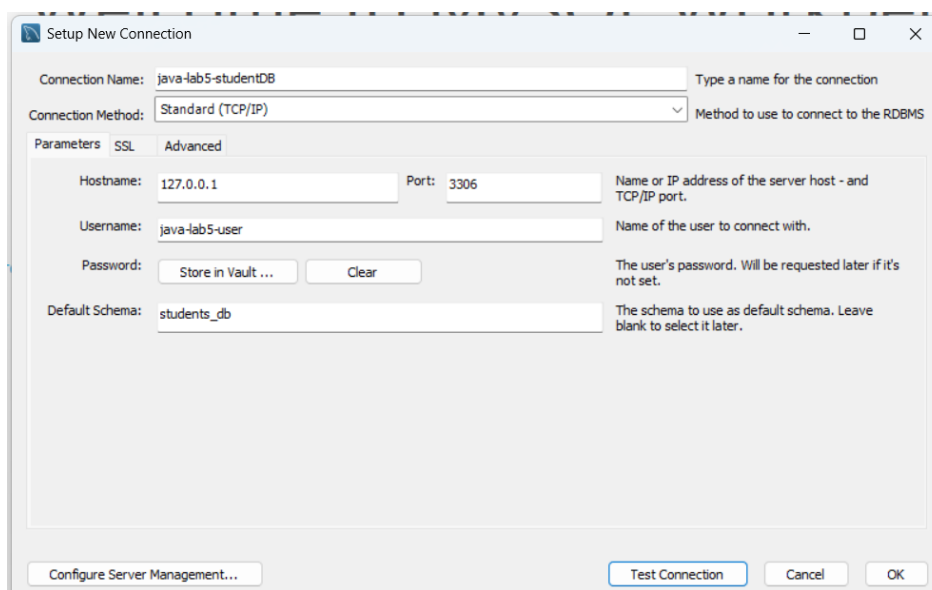 Setup New Connection
Connection Name: java-lab5-studentDB Type a name for the connection
Connection Method: Standard (TCP/IP) Method to use to connect to the RDBMS
Parameters SSL Advanced
Hostname: 127.0.0.1 Port: 3306 Name or IP address of the server host - and
TCP/IP port.
Username: java-lab5-user Name of the user to connect with.
Password: Store in Vault ... Clear The user's password. Will be requested later if it's
not set.
Default Schema: students_db The schema to use as default schema. Leave
blank to select it later.
Configure Server Management... Test Connection Cancel OK